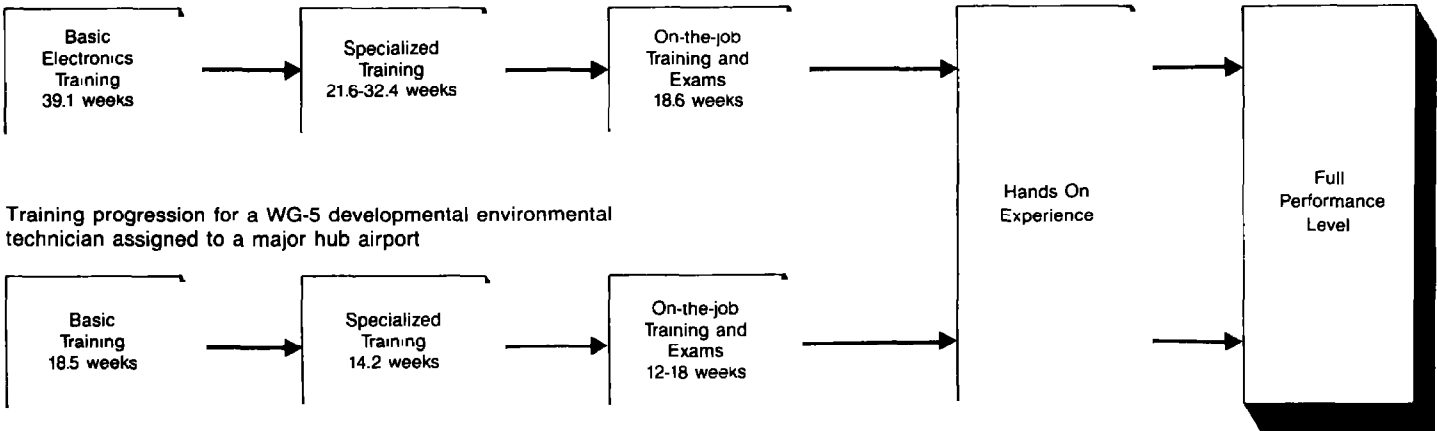 Basic
Electronics
Training
39.1 weeks
Specialized
Training
21.6-32.4 weeks
On-the-job
Training and
Exams
18.6 weeks
Hands On
Experience
Full
Performance
Level
Training progression for a WG-5 developmental environmental
technician assigned to a major hub airport
Basic
Training
18.5 weeks
Specialized
Training
14.2 weeks
On-the-job
Training and
Exams
12-18 weeks